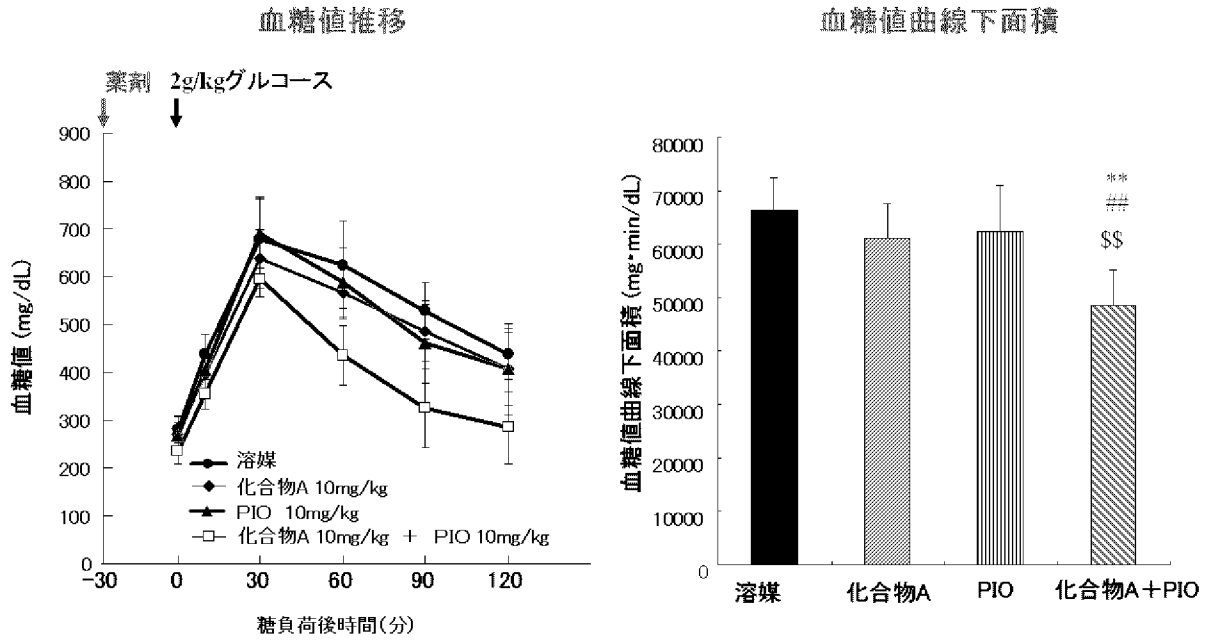 血糖値推移
薬剤 2g/kgグルコース
血糖値 (mg/dL)
900
800
700
600
500
400
300
200
100
0
-30 0 30 60 90 120
糖負荷後時間(分)
溶媒
化合物A 10mg/kg
PIO 10mg/kg
化合物A 10mg/kg + PIO 10mg/kg
血糖値曲線下面積
血糖値曲線下面積 (mg・min/dL)
80000
70000
60000
50000
40000
30000
20000
10000
0
**
##
$$
溶媒 化合物A PIO 化合物A+PIO